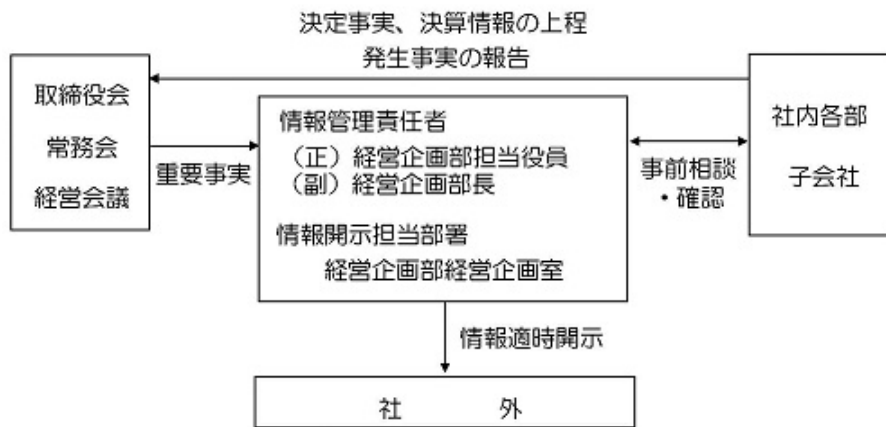 決定事実、決算情報の上程
発生事実の報告
取締役会
常務会
経営会議
重要事実
情報管理責任者
（正）経営企画部担当役員
（副）経営企画部長
情報開示担当部署
経営企画部経営企画室
事前相談
・確認
社内各部
子会社
情報適時開示
社　　　外